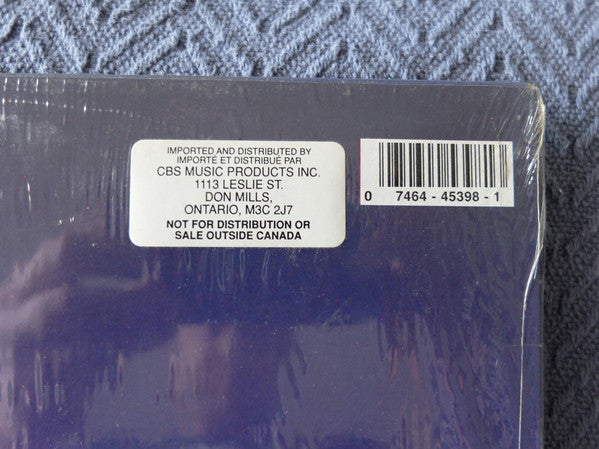 IMPORTED AND DISTRIBUTED BY
IMPORTÉ ET DISTRIBUÉ PAR
CBS MUSIC PRODUCTS INC.
1113 LESLIE ST.
DON MILLS,
ONTARIO, M3C 2J7
NOT FOR DISTRIBUTION OR
SALE OUTSIDE CANADA
0 7464 - 45398 - 1